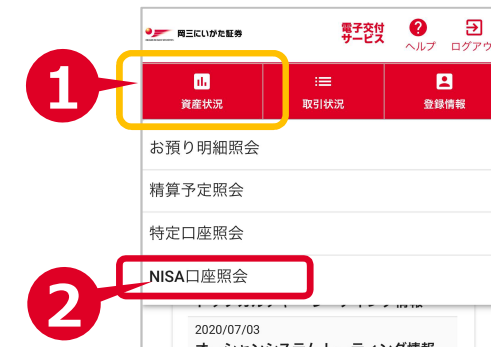 岡三にいがた証券
電子交付
サービス
ヘルプ
ログアウ
1
資産状況
取引状況
登録情報
お預り明細照会
精算予定照会
特定口座照会
NISA口座照会
2
2020/07/03